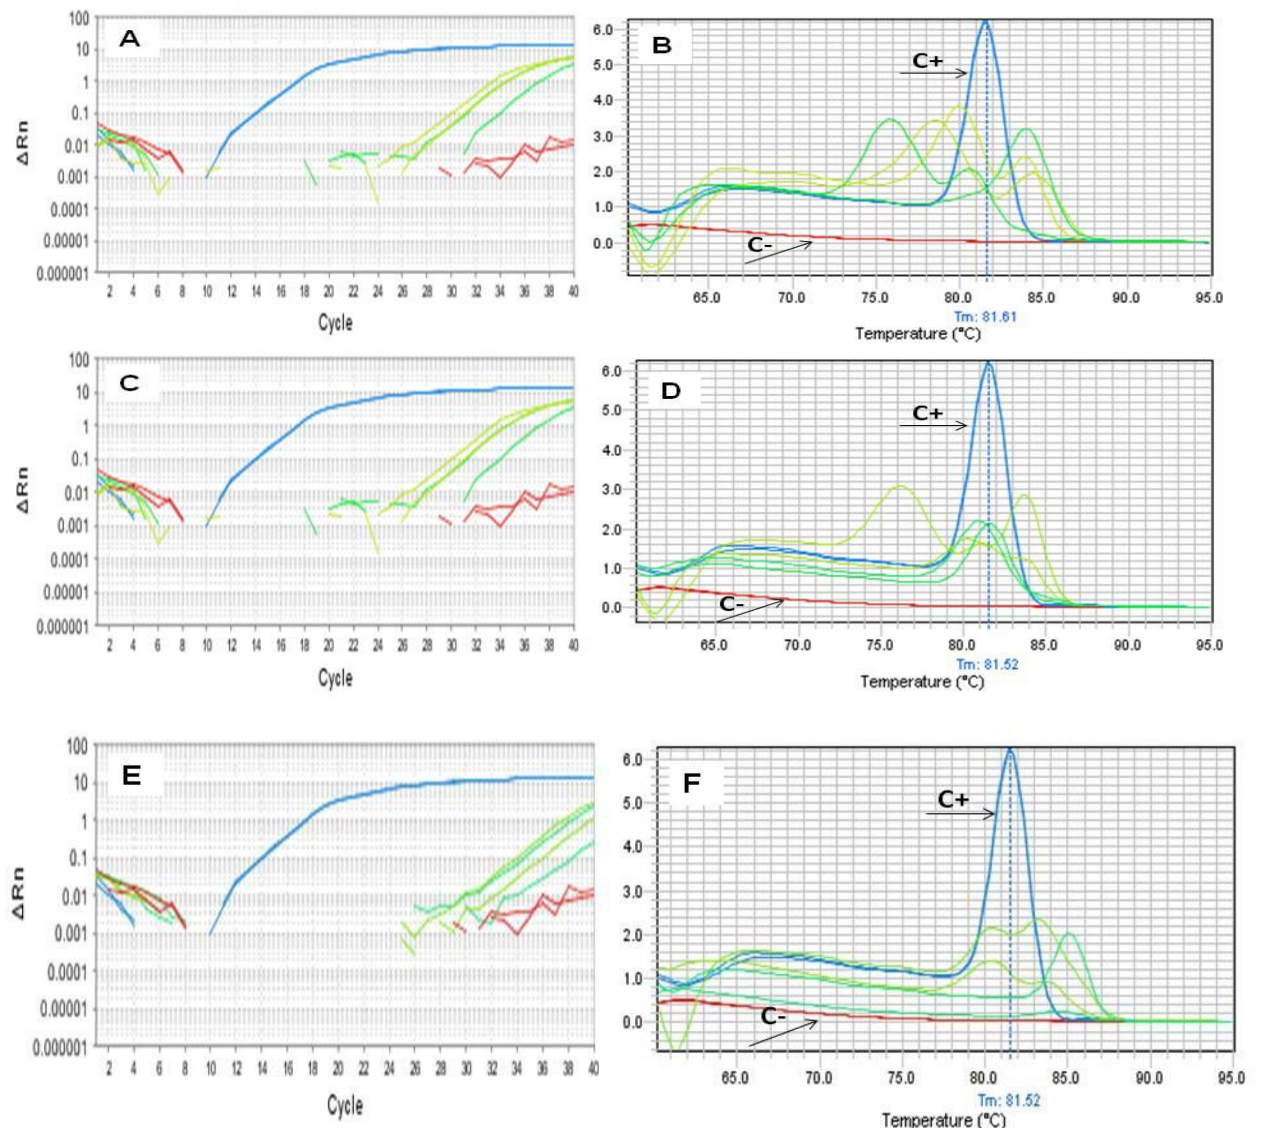 A
100
10
1
0.1
0.01
0.001
0.0001
0.00001
0.000001
ΔRn
2 4 6 8 10 12 14 16 18 20 22 24 26 28 30 32 34 36 38 40
Cycle
B
C+
C-
6.0
5.0
4.0
3.0
2.0
1.0
0.0
65.0 70.0 75.0 80.0 85.0 90.0 95.0
Tm: 81.61
Temperature (°C)
C
100
10
1
0.1
0.01
0.001
0.0001
0.00001
0.000001
ΔRn
2 4 6 8 10 12 14 16 18 20 22 24 26 28 30 32 34 36 38 40
Cycle
D
C+
C-
6.0
5.0
4.0
3.0
2.0
1.0
0.0
65.0 70.0 75.0 80.0 85.0 90.0 95.0
Tm: 81.52
Temperature (°C)
E
100
10
1
0.1
0.01
0.001
0.0001
0.00001
0.000001
ΔRn
2 4 6 8 10 12 14 16 18 20 22 24 26 28 30 32 34 36 38 40
Cycle
F
C+
C-
6.0
5.0
4.0
3.0
2.0
1.0
0.0
65.0 70.0 75.0 80.0 85.0 90.0 95.0
Tm: 81.52
Temperature (°C)